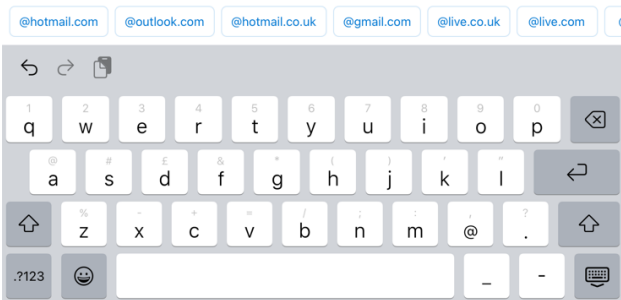 @hotmail.com @outlook.com @hotmail.co.uk @gmail.com @live.co.uk @live.com
1 2 3 4 5 6 7 8 9 0
q w e r t y u i o p
@ # £ & * ( ) ' "
a s d f g h j k l
% - + = / ; : , ?
z x c v b n m @ .
.?123 _ -